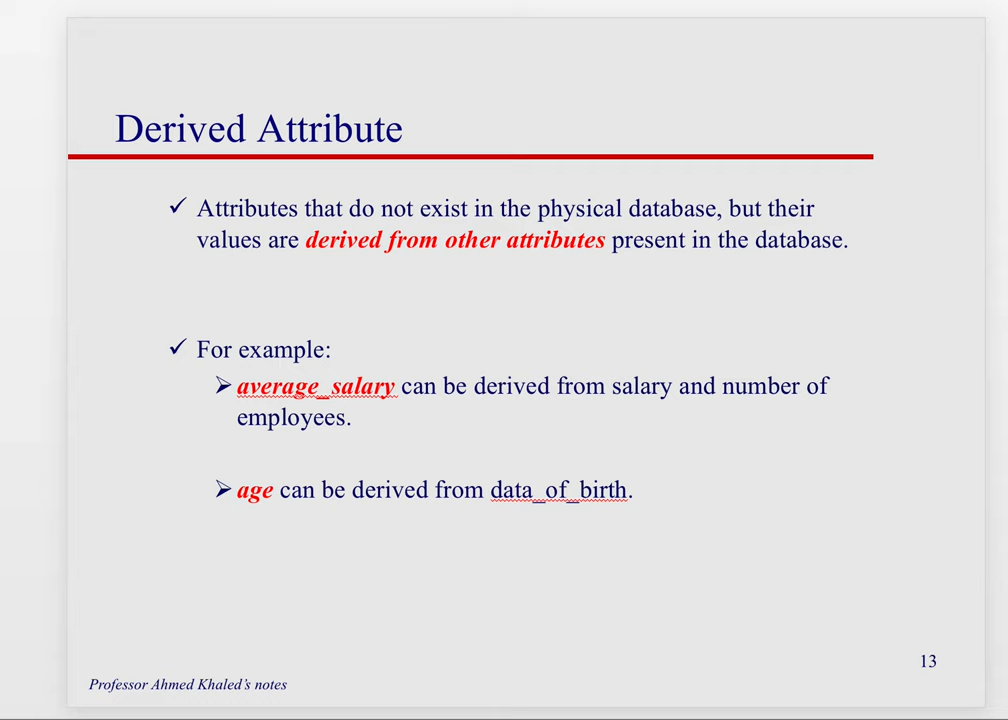 Derived Attribute
✓ Attributes that do not exist in the physical database, but their
values are derived from other attributes present in the database.
✓ For example:
➢ average_salary can be derived from salary and number of
employees.
➢ age can be derived from data_of_birth.
13
Professor Ahmed Khaled’s notes